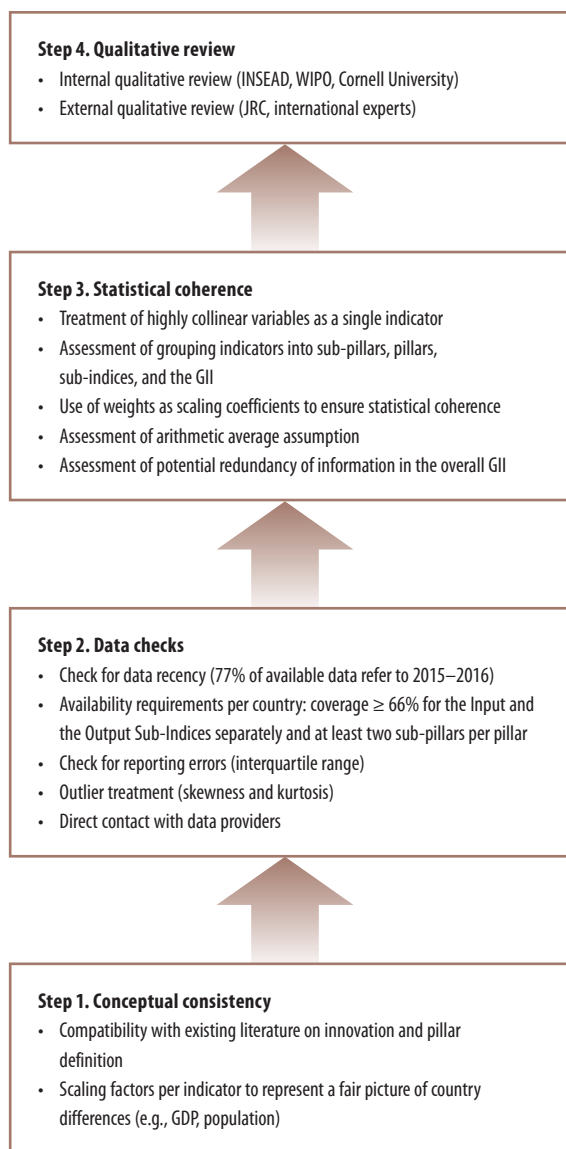 Step 4. Qualitative review
• Internal qualitative review (INSEAD, WIPO, Cornell University)
• External qualitative review (JRC, international experts)
Step 3. Statistical coherence
• Treatment of highly collinear variables as a single indicator
• Assessment of grouping indicators into sub-pillars, pillars,
sub-indices, and the GII
• Use of weights as scaling coefficients to ensure statistical coherence
• Assessment of arithmetic average assumption
• Assessment of potential redundancy of information in the overall GII
Step 2. Data checks
• Check for data recency (77% of available data refer to 2015–2016)
• Availability requirements per country: coverage ≥ 66% for the Input and
the Output Sub-Indices separately and at least two sub-pillars per pillar
• Check for reporting errors (interquartile range)
• Outlier treatment (skewness and kurtosis)
• Direct contact with data providers
Step 1. Conceptual consistency
• Compatibility with existing literature on innovation and pillar
definition
• Scaling factors per indicator to represent a fair picture of country
differences (e.g., GDP, population)